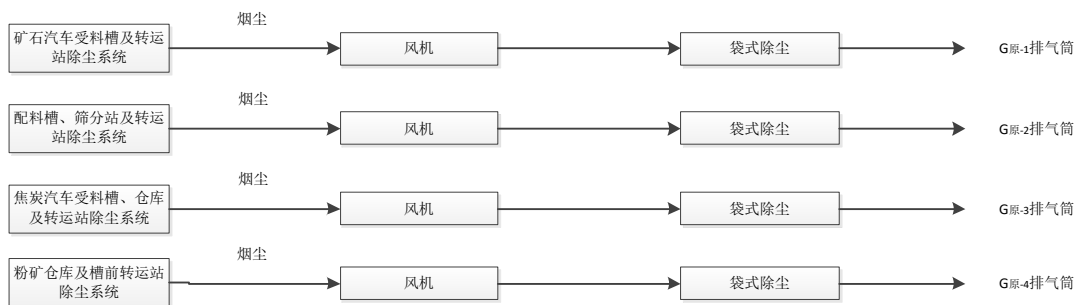 烟尘
矿石汽车受料槽及转运
站除尘系统
风机
袋式除尘
G原-1排气筒
烟尘
配料槽、筛分站及转运
站除尘系统
风机
袋式除尘
G原-2排气筒
烟尘
焦炭汽车受料槽、仓库
及转运站除尘系统
风机
袋式除尘
G原-3排气筒
烟尘
粉矿仓库及槽前转运站
除尘系统
风机
袋式除尘
G原-4排气筒